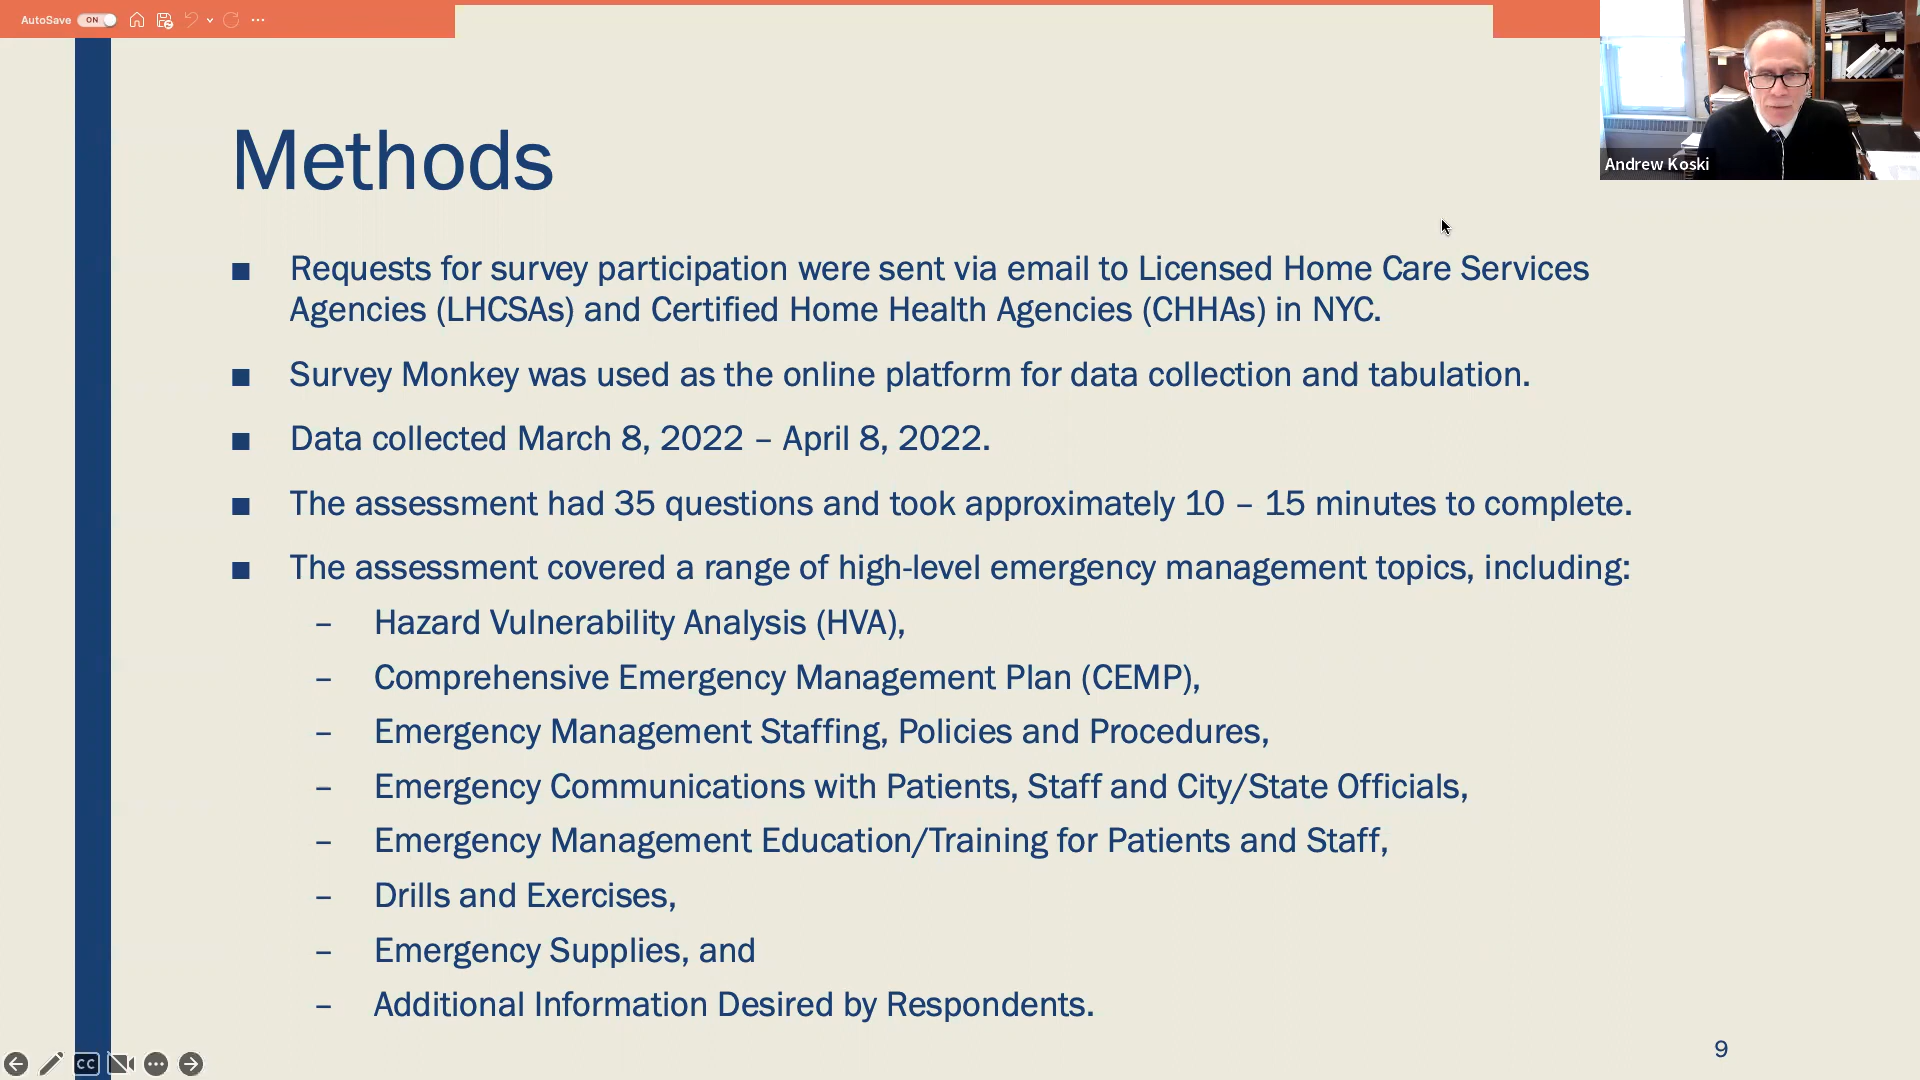 AutoSave ON
Andrew Koski
Methods
■ Requests for survey participation were sent via email to Licensed Home Care Services
Agencies (LHCSAs) and Certified Home Health Agencies (CHHAs) in NYC.
■ Survey Monkey was used as the online platform for data collection and tabulation.
■ Data collected March 8, 2022 – April 8, 2022.
■ The assessment had 35 questions and took approximately 10 – 15 minutes to complete.
■ The assessment covered a range of high-level emergency management topics, including:
– Hazard Vulnerability Analysis (HVA),
– Comprehensive Emergency Management Plan (CEMP),
– Emergency Management Staffing, Policies and Procedures,
– Emergency Communications with Patients, Staff and City/State Officials,
– Emergency Management Education/Training for Patients and Staff,
– Drills and Exercises,
– Emergency Supplies, and
– Additional Information Desired by Respondents.
9
CC